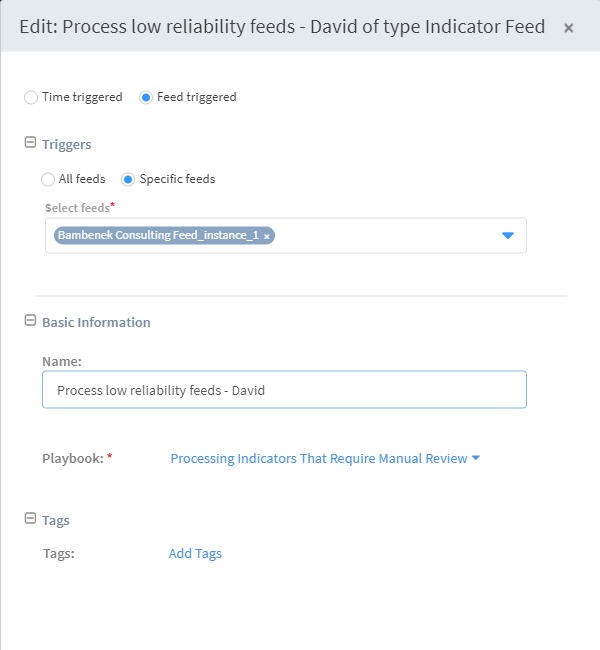 Edit: Process low reliability feeds - David of type Indicator Feed ×
Time triggered Feed triggered
Triggers
All feeds Specific feeds
Select feeds*
Bambenek Consulting Feed_instance_1 ×
Basic Information
Name:
Process low reliability feeds - David
Playbook: * Processing Indicators That Require Manual Review
Tags
Tags: Add Tags